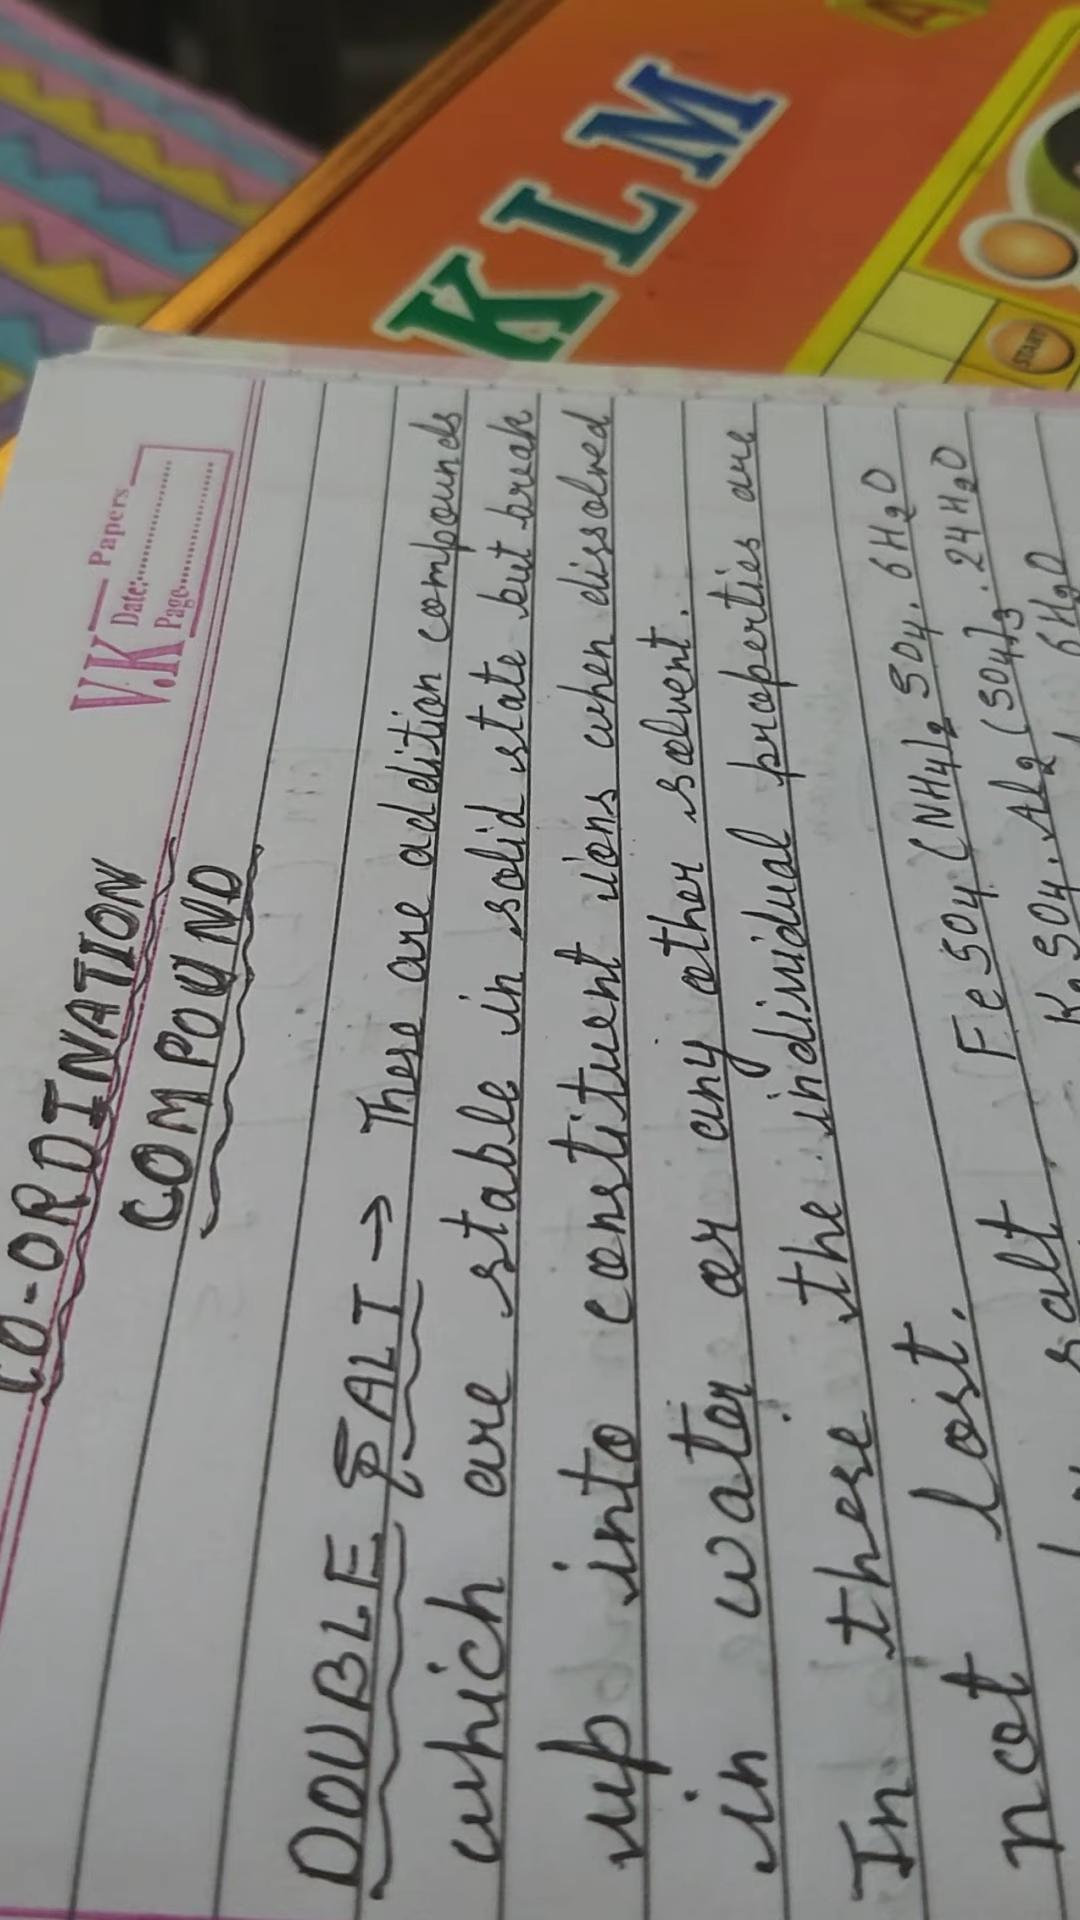 KLM
START
V.K Papers
Date:
Page
CO-ORDINATION
COMPOUND
DOUBLE SALT → These are addition compounds
which are stable in solid state but break
up into constituent ions when dissolved
in water or any other solvent.
In these the individual properties are
not lost. FeSO4.(NH4)2SO4.6H2O
salt K2SO4.Al2(SO4)3.24H2O
6H2O